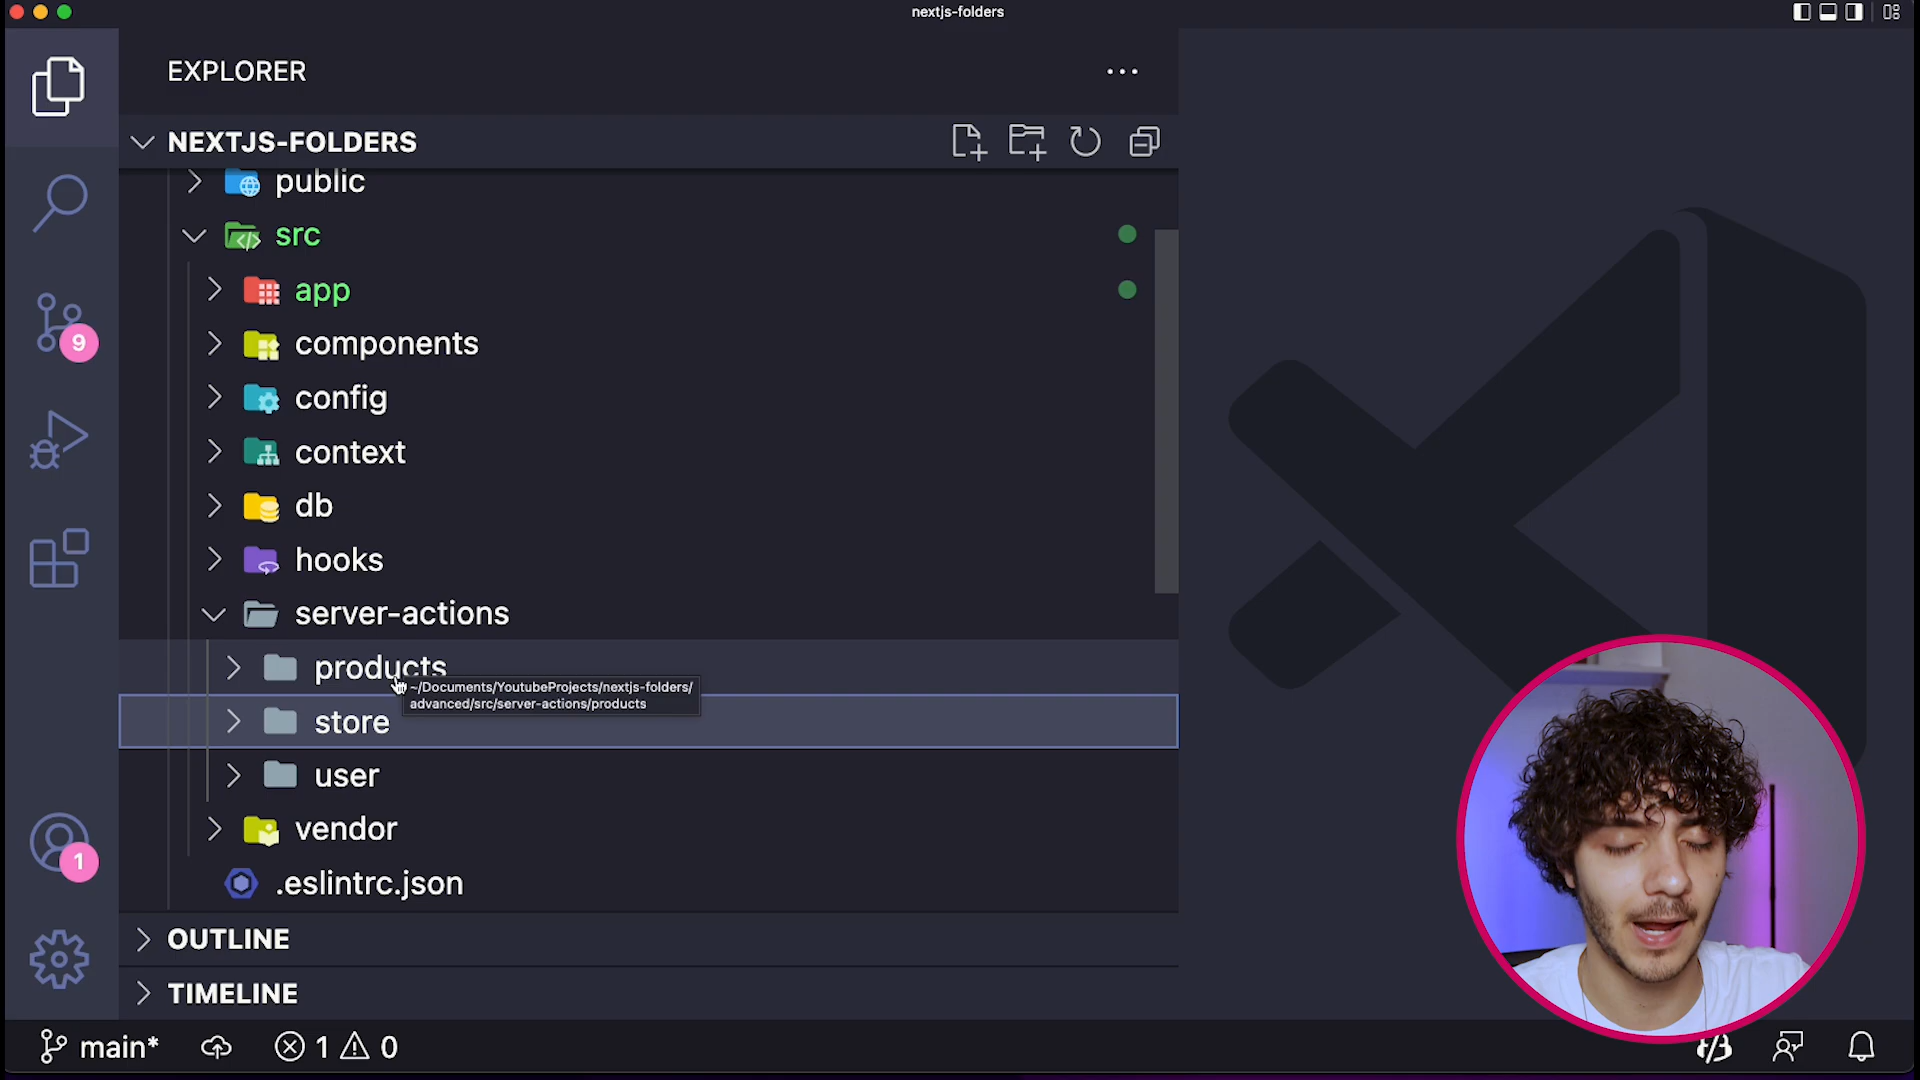 nextjs-folders
EXPLORER
NEXTJS-FOLDERS
public
src
app
components
config
context
db
hooks
server-actions
products
~/Documents/YoutubeProjects/nextjs-folders/
advanced/src/server-actions/products
store
user
vendor
.eslintrc.json
OUTLINE
TIMELINE
9
1
main*
1
0